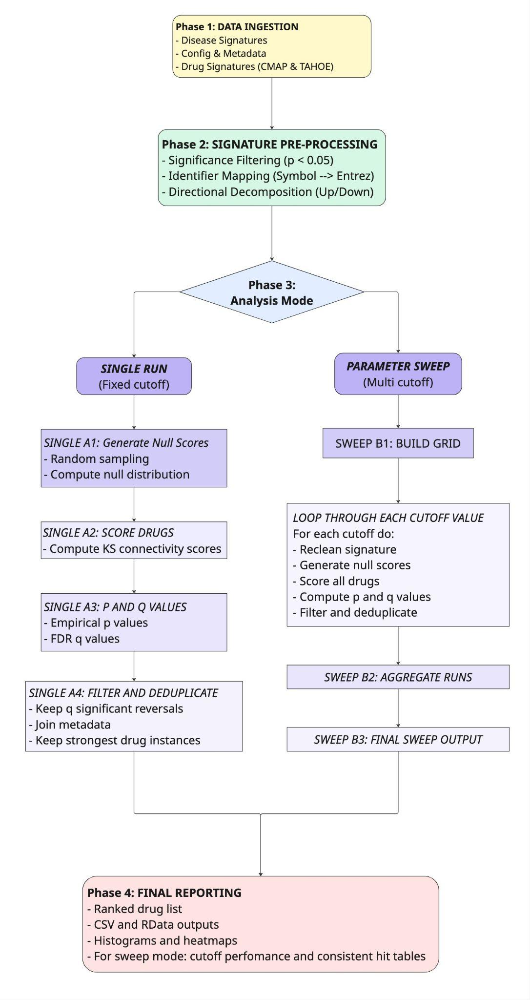 Phase 1: DATA INGESTION
- Disease Signatures
- Config & Metadata
- Drug Signatures (CMAP & TAHOE)
Phase 2: SIGNATURE PRE-PROCESSING
- Significance Filtering (p < 0.05)
- Identifier Mapping (Symbol --> Entrez)
- Directional Decomposition (Up/Down)
Phase 3:
Analysis Mode
SINGLE RUN
(Fixed cutoff)
SINGLE A1: Generate Null Scores
- Random sampling
- Compute null distribution
SINGLE A2: SCORE DRUGS
- Compute KS connectivity scores
SINGLE A3: P AND Q VALUES
- Empirical p values
- FDR q values
SINGLE A4: FILTER AND DEDUPLICATE
- Keep q significant reversals
- Join metadata
- Keep strongest drug instances
PARAMETER SWEEP
(Multi cutoff)
SWEEP B1: BUILD GRID
LOOP THROUGH EACH CUTOFF VALUE
For each cutoff do:
- Reclean signature
- Generate null scores
- Score all drugs
- Compute p and q values
- Filter and deduplicate
SWEEP B2: AGGREGATE RUNS
SWEEP B3: FINAL SWEEP OUTPUT
Phase 4: FINAL REPORTING
- Ranked drug list
- CSV and RData outputs
- Histograms and heatmaps
- For sweep mode: cutoff perfomance and consistent hit tables